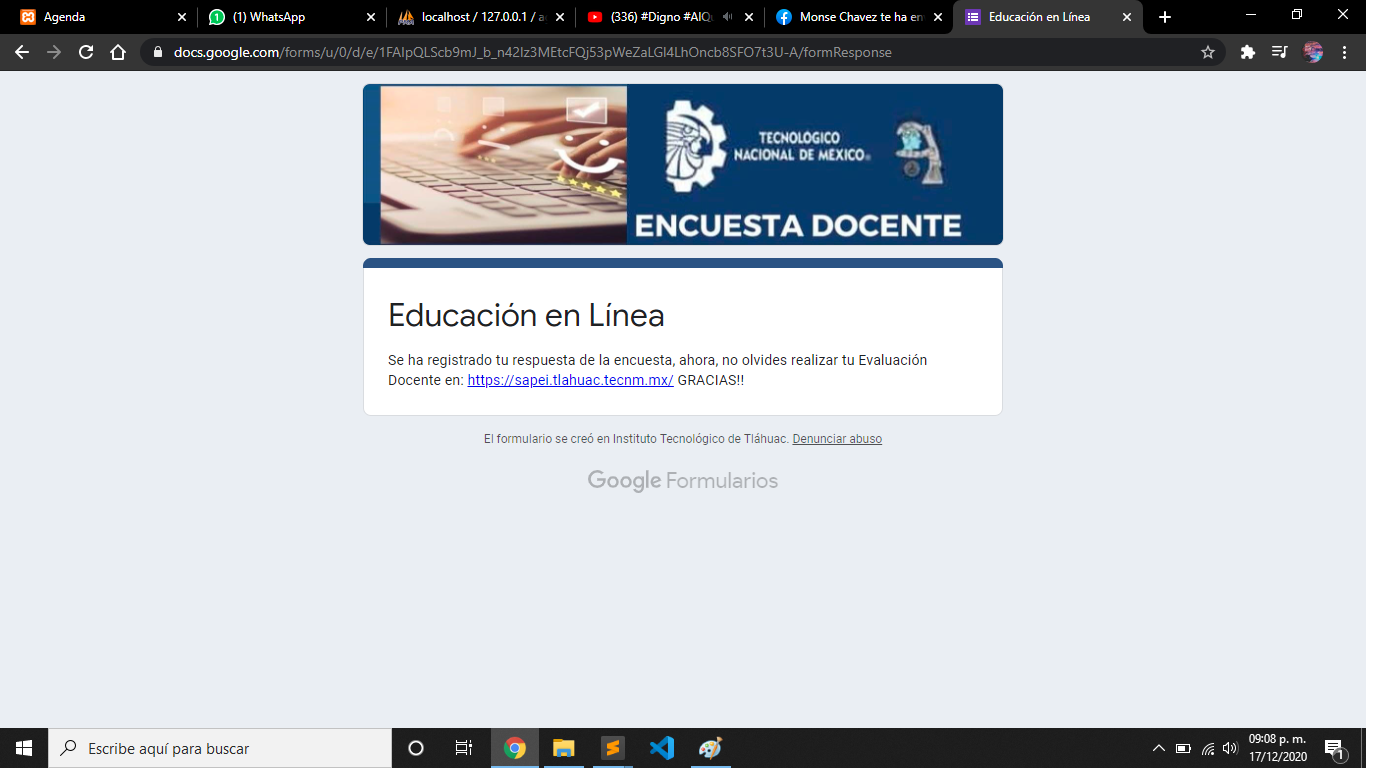 Agenda
(1) WhatsApp
localhost / 127.0.0.1 / a
(336) #Digno #AlQu
Monse Chavez te ha en
Educación en Línea
docs.google.com/forms/u/0/d/e/1FAIpQLScb9mJ_b_n42Iz3MEtcFQj53pWeZaLGl4LhOncb8SFO7t3U-A/formResponse
TECNOLÓGICO
NACIONAL DE MÉXICO®
ENCUESTA DOCENTE
Educación en Línea
Se ha registrado tu respuesta de la encuesta, ahora, no olvides realizar tu Evaluación
Docente en: https://sapei.tlahuac.tecnm.mx/ GRACIAS!!
El formulario se creó en Instituto Tecnológico de Tláhuac. Denunciar abuso
Google Formularios
Escribe aquí para buscar
09:08 p. m.
17/12/2020
1